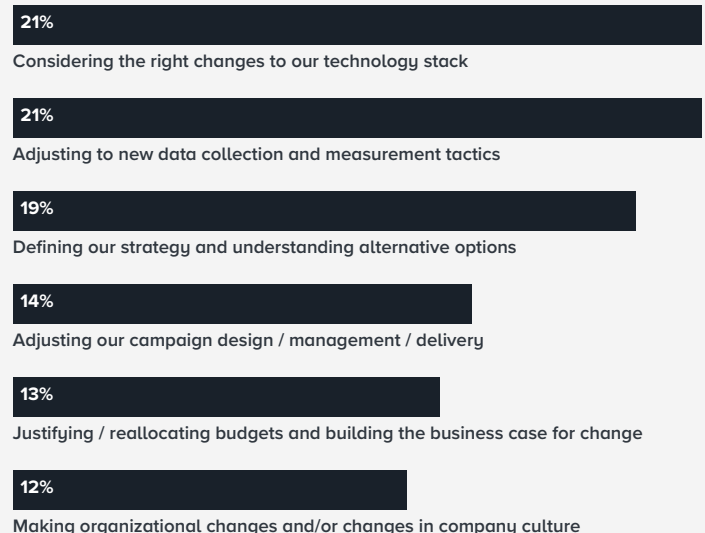 21%
Considering the right changes to our technology stack
21%
Adjusting to new data collection and measurement tactics
19%
Defining our strategy and understanding alternative options
14%
Adjusting our campaign design / management / delivery
13%
Justifying / reallocating budgets and building the business case for change
12%
Making organizational changes and/or changes in company culture